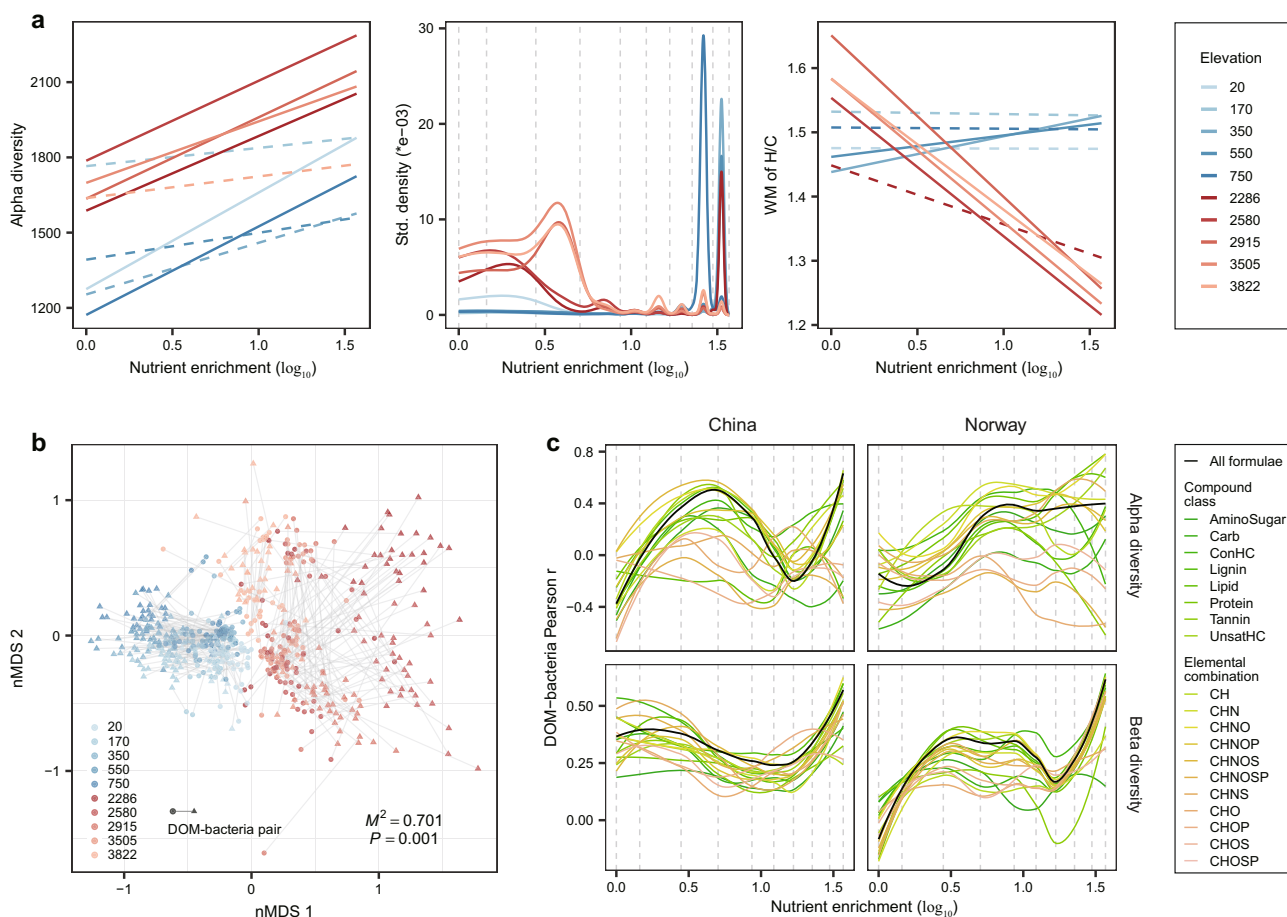 a
Alpha diversity
2100
1800
1500
1200
0.0 0.5 1.0 1.5
Nutrient enrichment (log10)
Std. density (*e−03)
30
20
10
0
0.0 0.5 1.0 1.5
Nutrient enrichment (log10)
WM of H/C
1.6
1.5
1.4
1.3
1.2
0.0 0.5 1.0 1.5
Nutrient enrichment (log10)
Elevation
20
170
350
550
750
2286
2580
2915
3505
3822
b
nMDS 2
1
0
−1
20
170
350
550
750
2286
2580
2915
3505
3822
DOM-bacteria pair
M2 = 0.701
P = 0.001
−1 0 1
nMDS 1
c
China Norway
DOM-bacteria Pearson r
0.8
0.4
0.0
−0.4
Alpha diversity
0.50
0.25
0.00
Beta diversity
0.0 0.5 1.0 1.5 0.0 0.5 1.0 1.5
Nutrient enrichment (log10)
All formulae
Compound
class
AminoSugar
Carb
ConHC
Lignin
Lipid
Protein
Tannin
UnsatHC
Elemental
combination
CH
CHN
CHNO
CHNOP
CHNOS
CHNOSP
CHNS
CHO
CHOP
CHOS
CHOSP